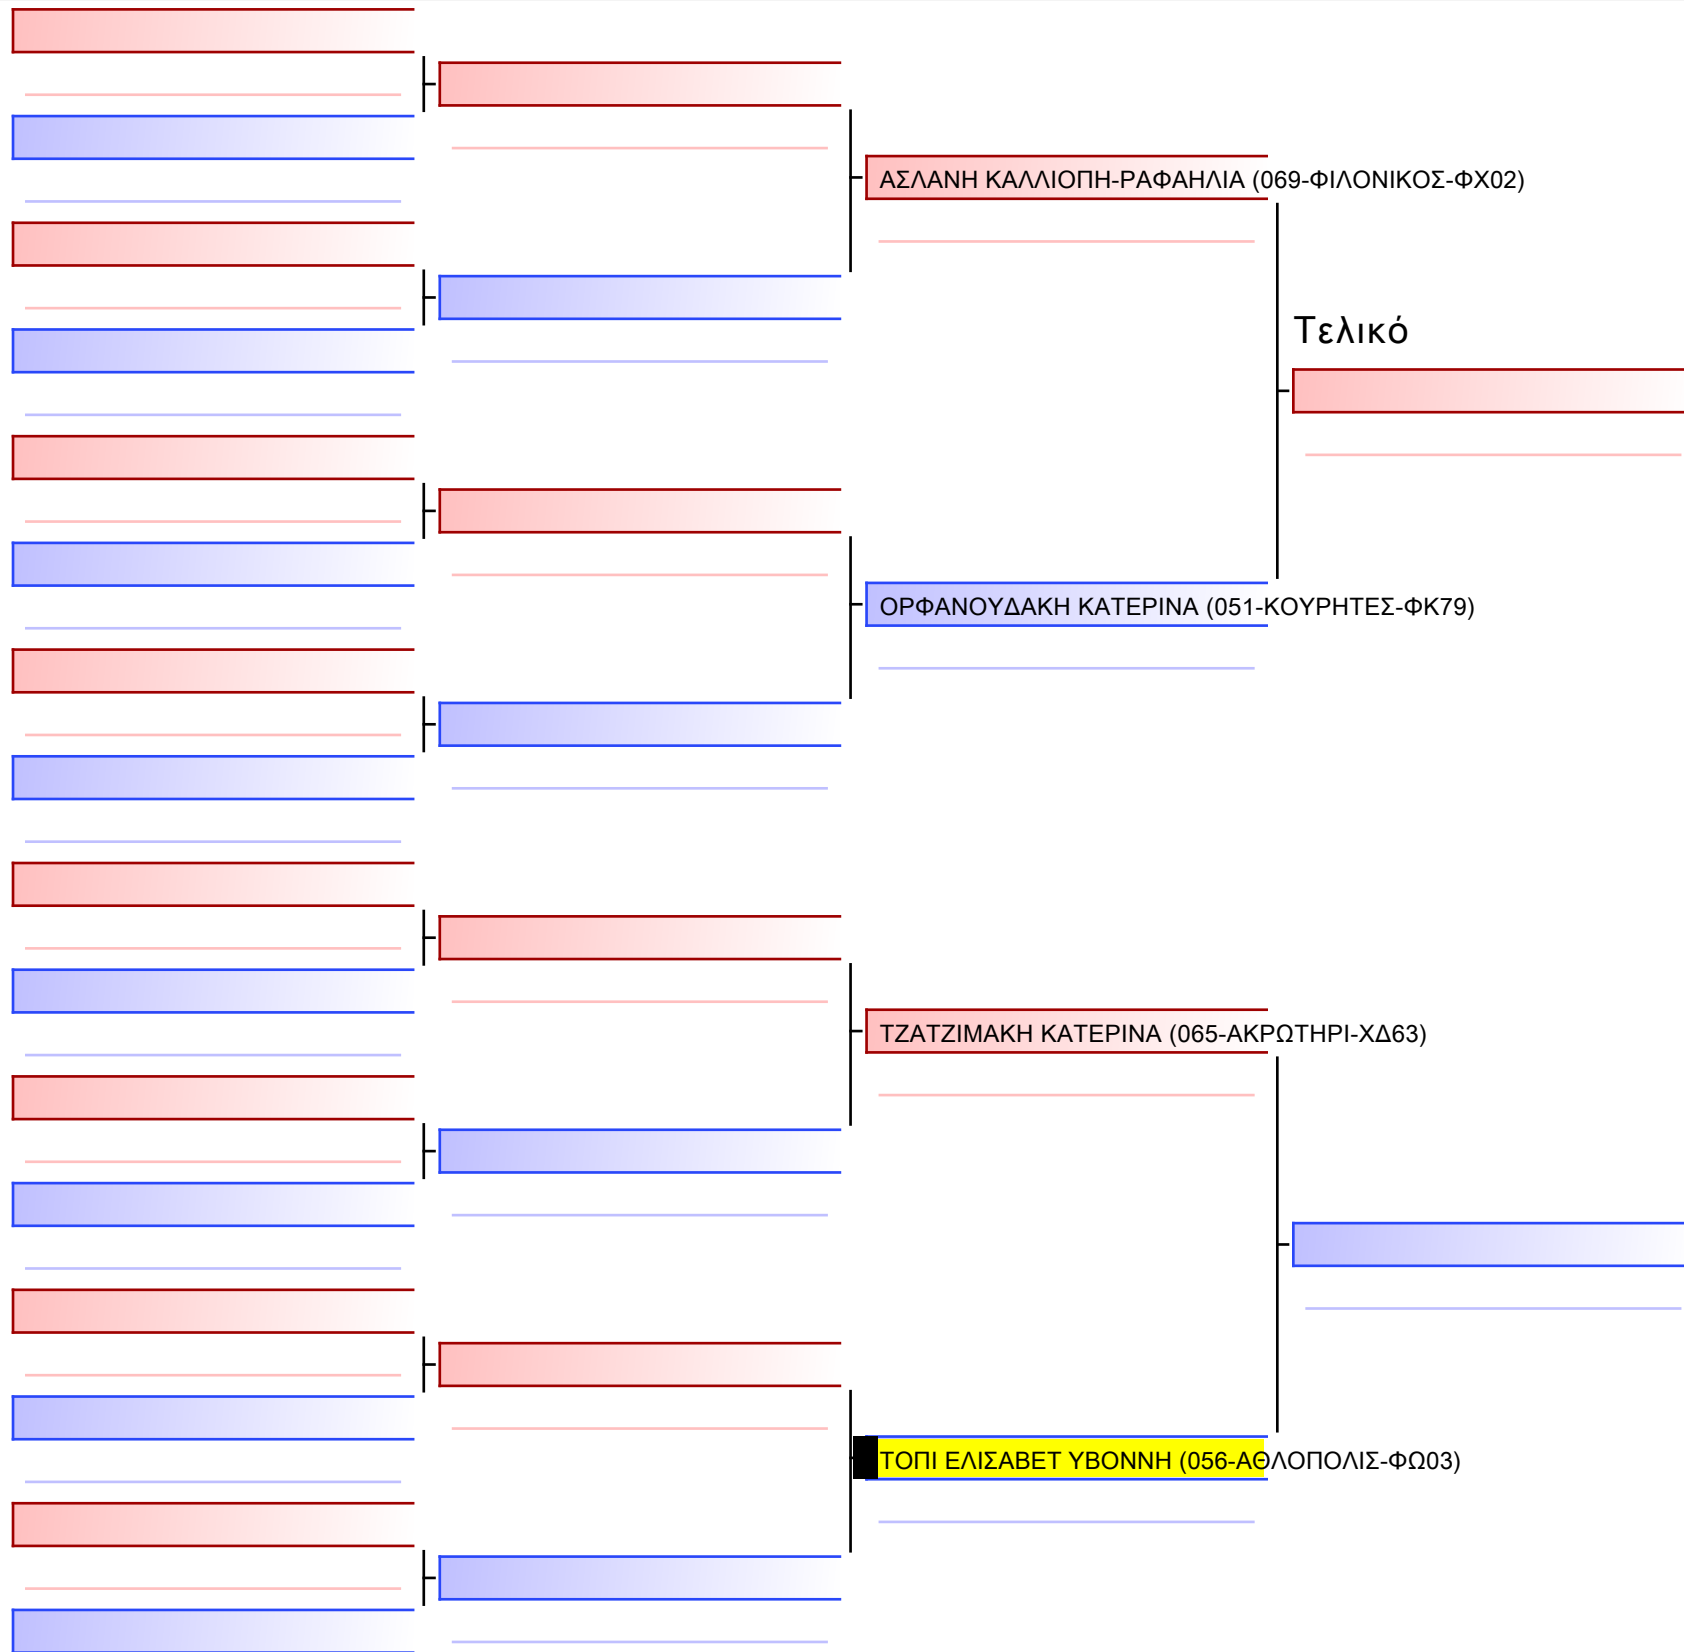 ΑΣΛΑΝΗ ΚΑΛΛΙΟΠΗ-ΡΑΦΑΗΛΙΑ (069-ΦΙΛΟΝΙΚΟΣ-ΦΧ02)
Τελικό
ΟΡΦΑΝΟΥΔΑΚΗ ΚΑΤΕΡΙΝΑ (051-ΚΟΥΡΗΤΕΣ-ΦΚ79)
ΤΖΑΤΖΙΜΑΚΗ ΚΑΤΕΡΙΝΑ (065-ΑΚΡΩΤΗΡΙ-ΧΔ63)
ΤΟΠΙ ΕΛΙΣΑΒΕΤ ΥΒΟΝΝΗ (056-ΑΘΛΟΠΟΛΙΣ-ΦΩ03)